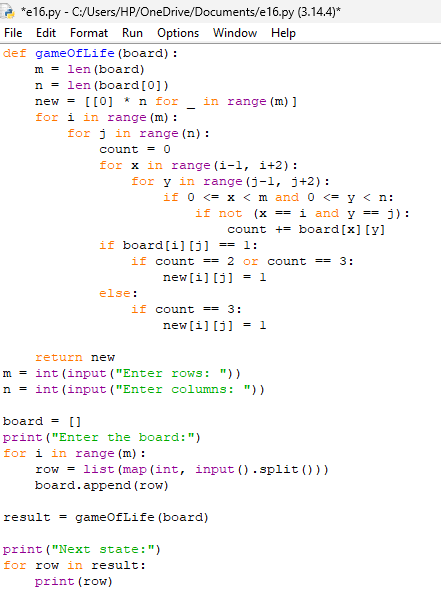 *e16.py - C:/Users/HP/OneDrive/Documents/e16.py (3.14.4)*
File Edit Format Run Options Window Help
def gameOfLife(board):
    m = len(board)
    n = len(board[0])
    new = [[0] * n for _ in range(m)]
    for i in range(m):
        for j in range(n):
            count = 0
            for x in range(i-1, i+2):
                for y in range(j-1, j+2):
                    if 0 <= x < m and 0 <= y < n:
                        if not (x == i and y == j):
                            count += board[x][y]
            if board[i][j] == 1:
                if count == 2 or count == 3:
                    new[i][j] = 1
            else:
                if count == 3:
                    new[i][j] = 1

    return new
m = int(input("Enter rows: "))
n = int(input("Enter columns: "))

board = []
print("Enter the board:")
for i in range(m):
    row = list(map(int, input().split()))
    board.append(row)

result = gameOfLife(board)

print("Next state:")
for row in result:
    print(row)